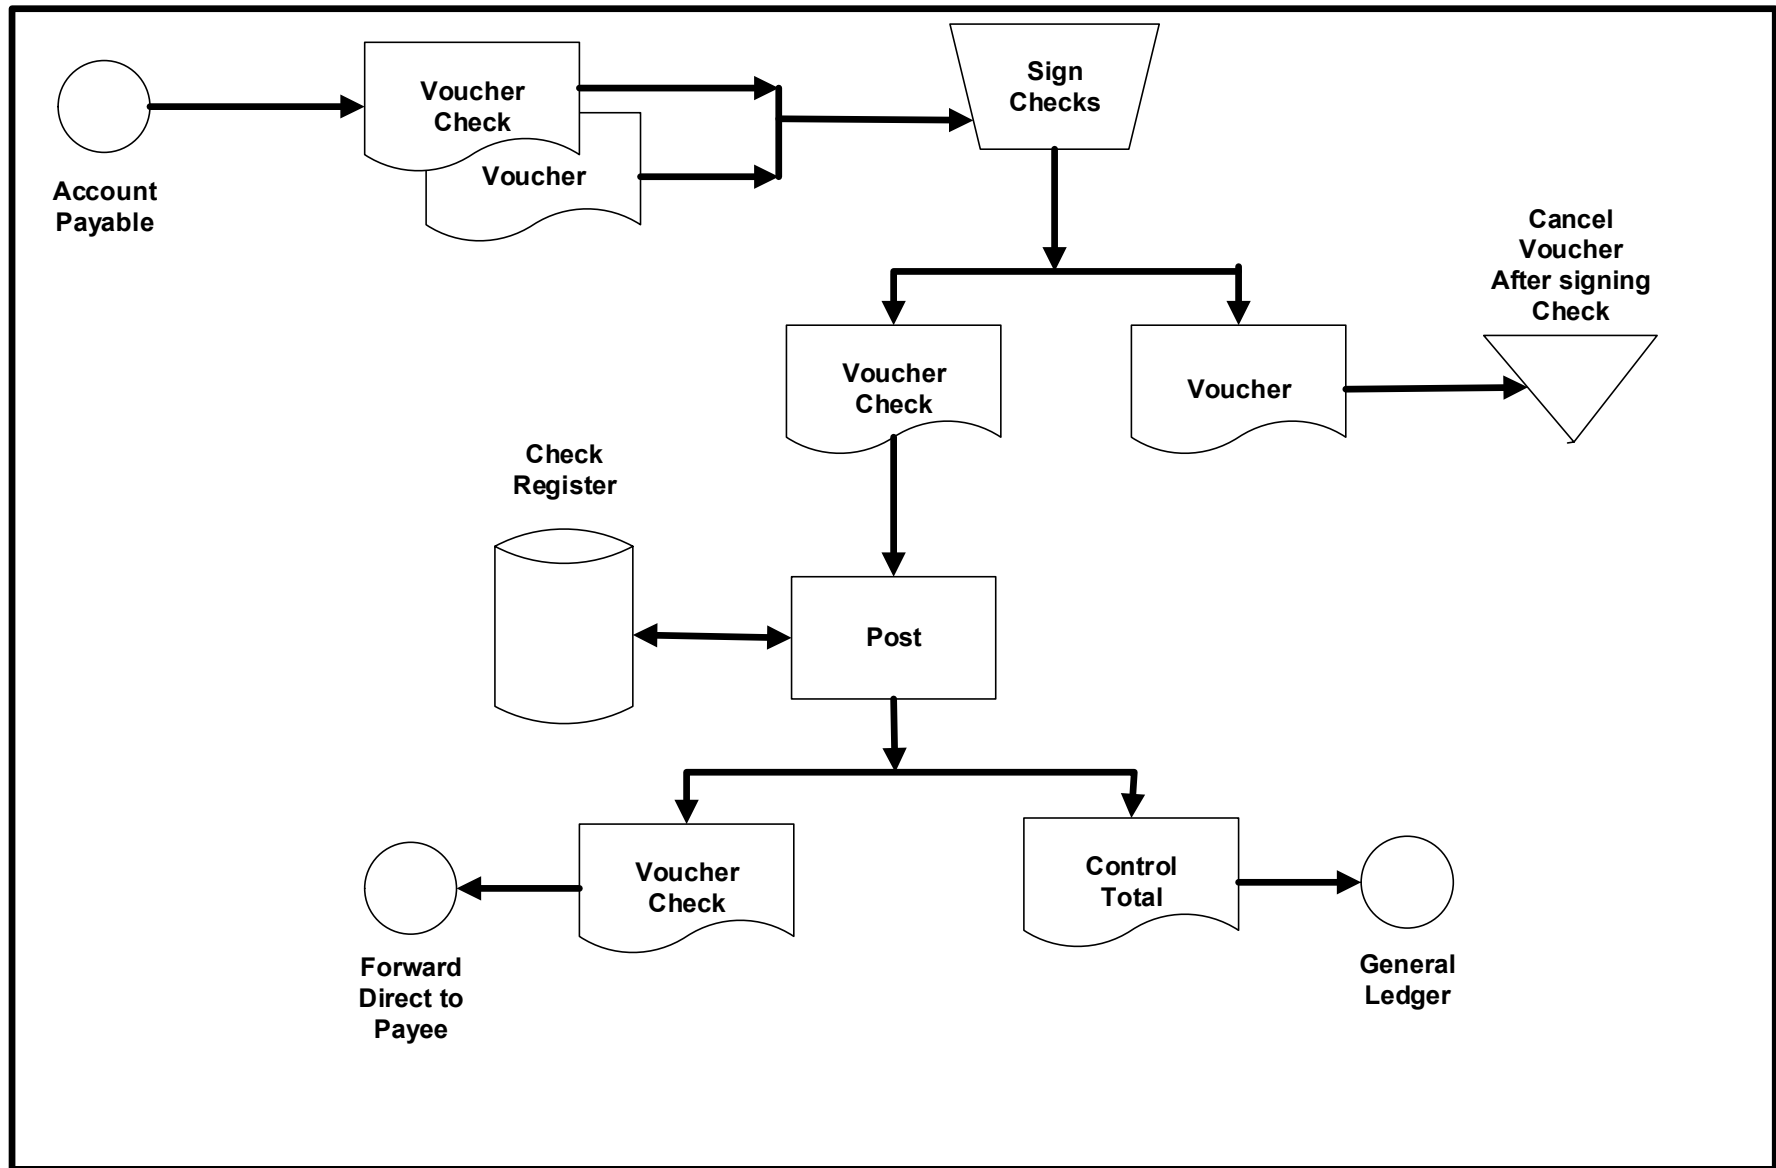 Voucher
Check
Voucher
Account
Payable
Sign
Checks
Cancel
Voucher
After signing
Check
Voucher
Check
Voucher
Check
Register
Post
Voucher
Check
Control
Total
Forward
Direct to
Payee
General
Ledger